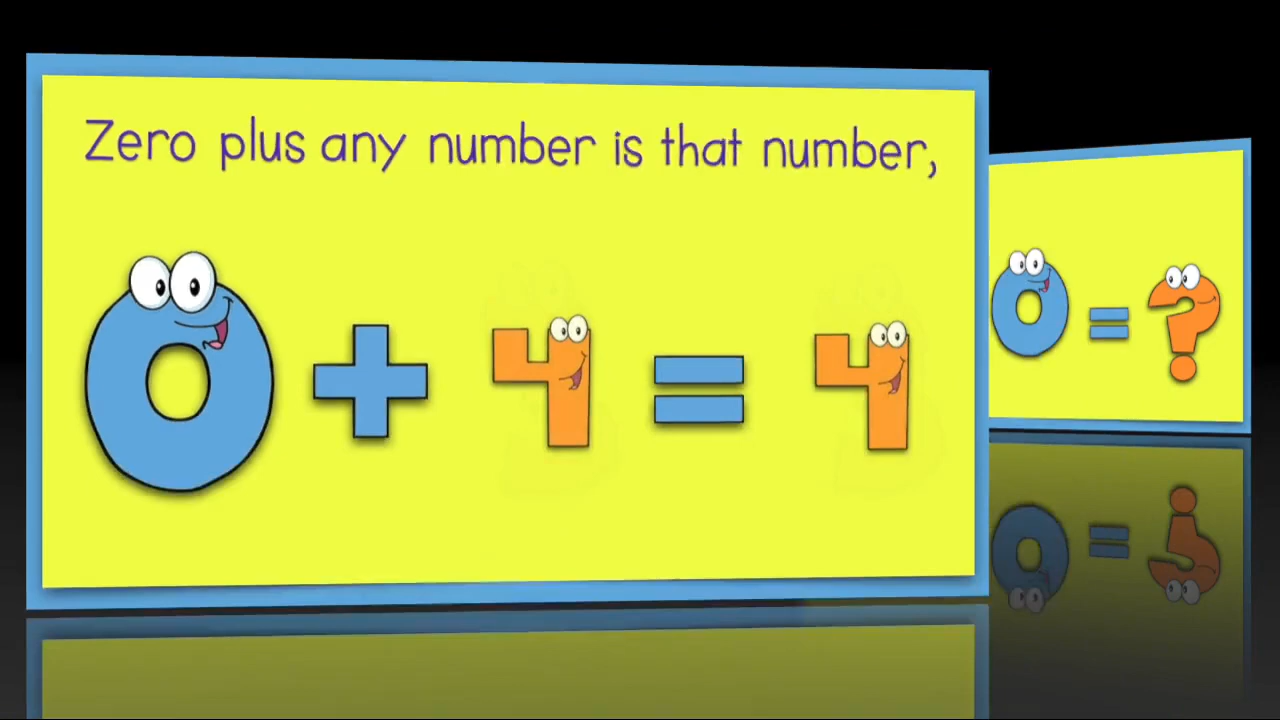 Zero plus any number is that number,
0 + 4 = 4
0 = ?